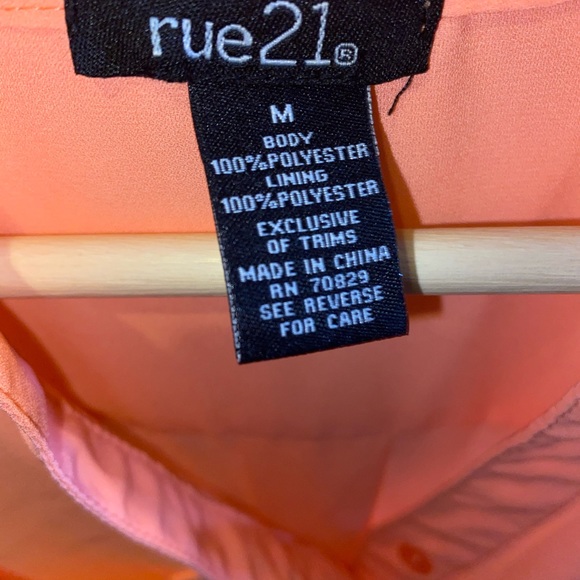 rue21®
M
BODY
100%POLYESTER
LINING
100%POLYESTER
EXCLUSIVE
OF TRIMS
MADE IN CHINA
RN 70829
SEE REVERSE
FOR CARE